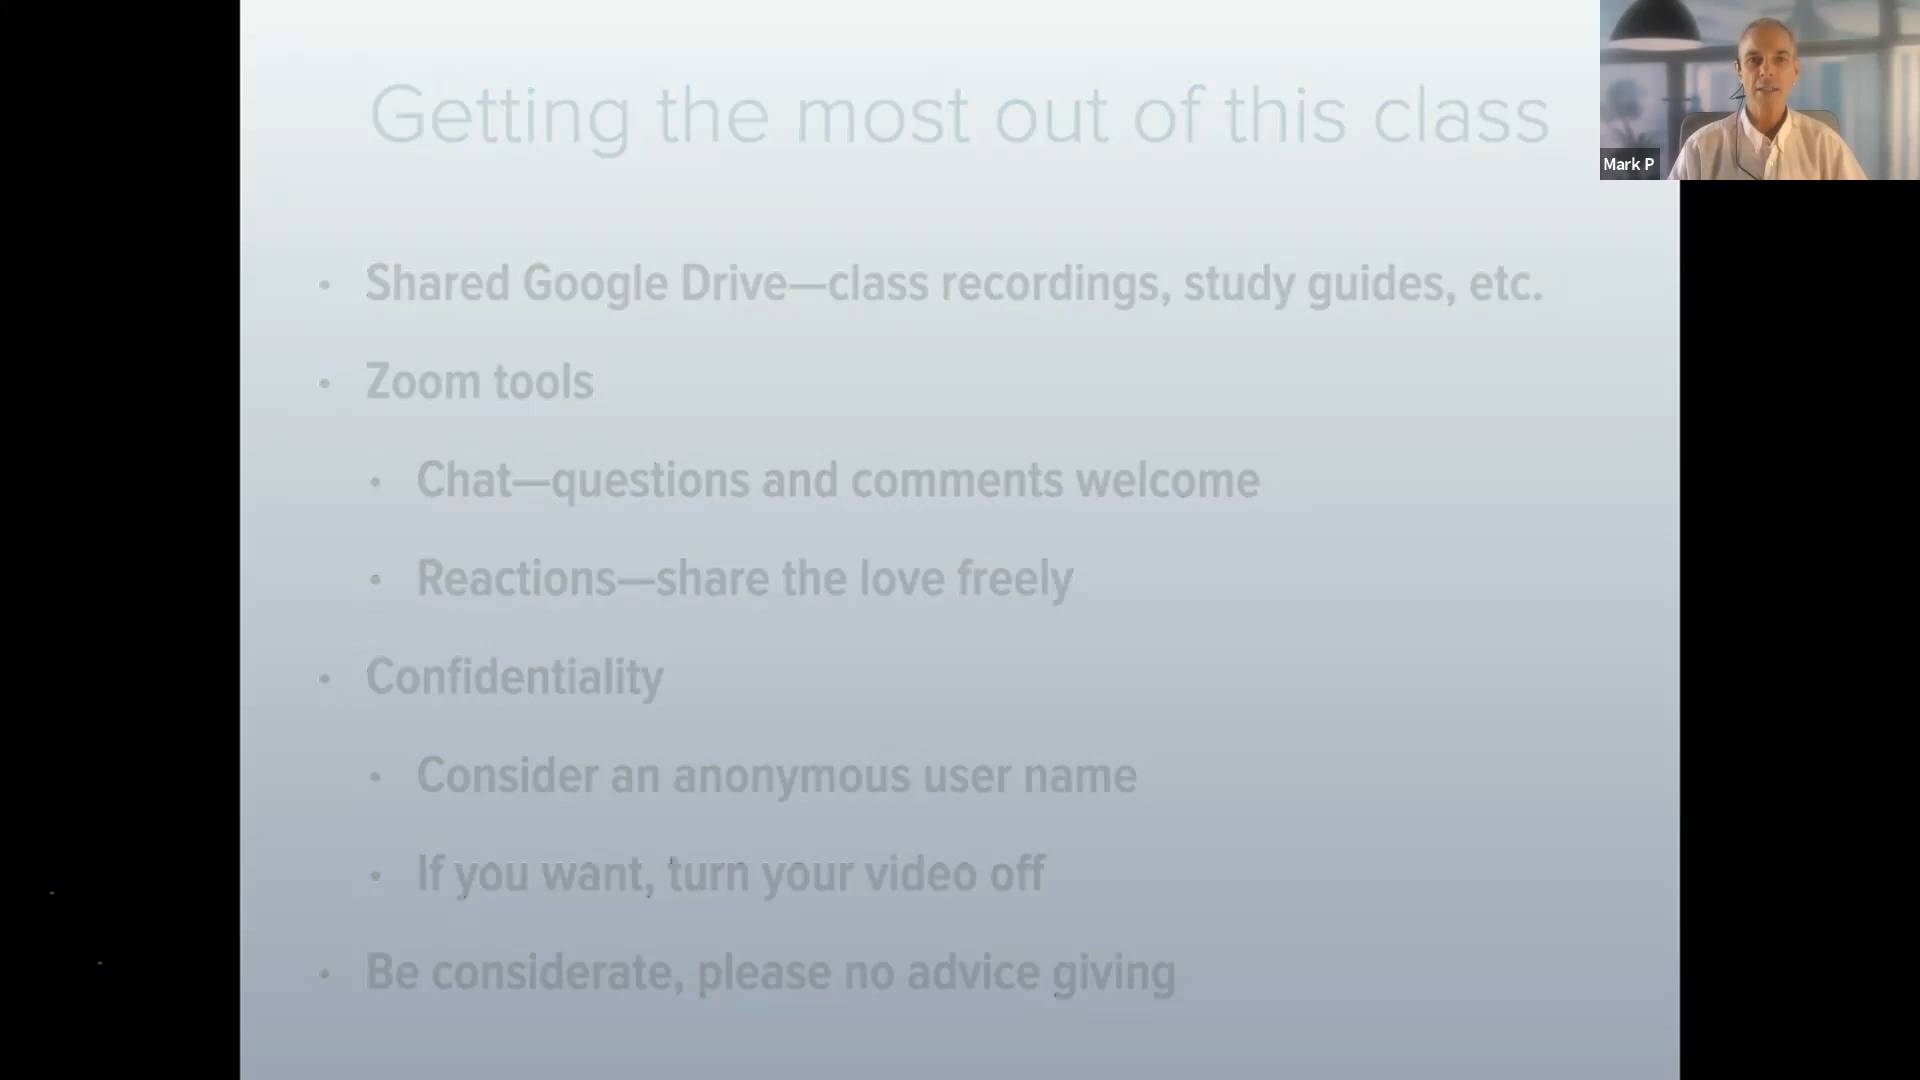 Getting the most out of this class
Mark P
• Shared Google Drive—class recordings, study guides, etc.
• Zoom tools
• Chat—questions and comments welcome
• Reactions—share the love freely
• Confidentiality
• Consider an anonymous user name
• If you want, turn your video off
• Be considerate, please no advice giving